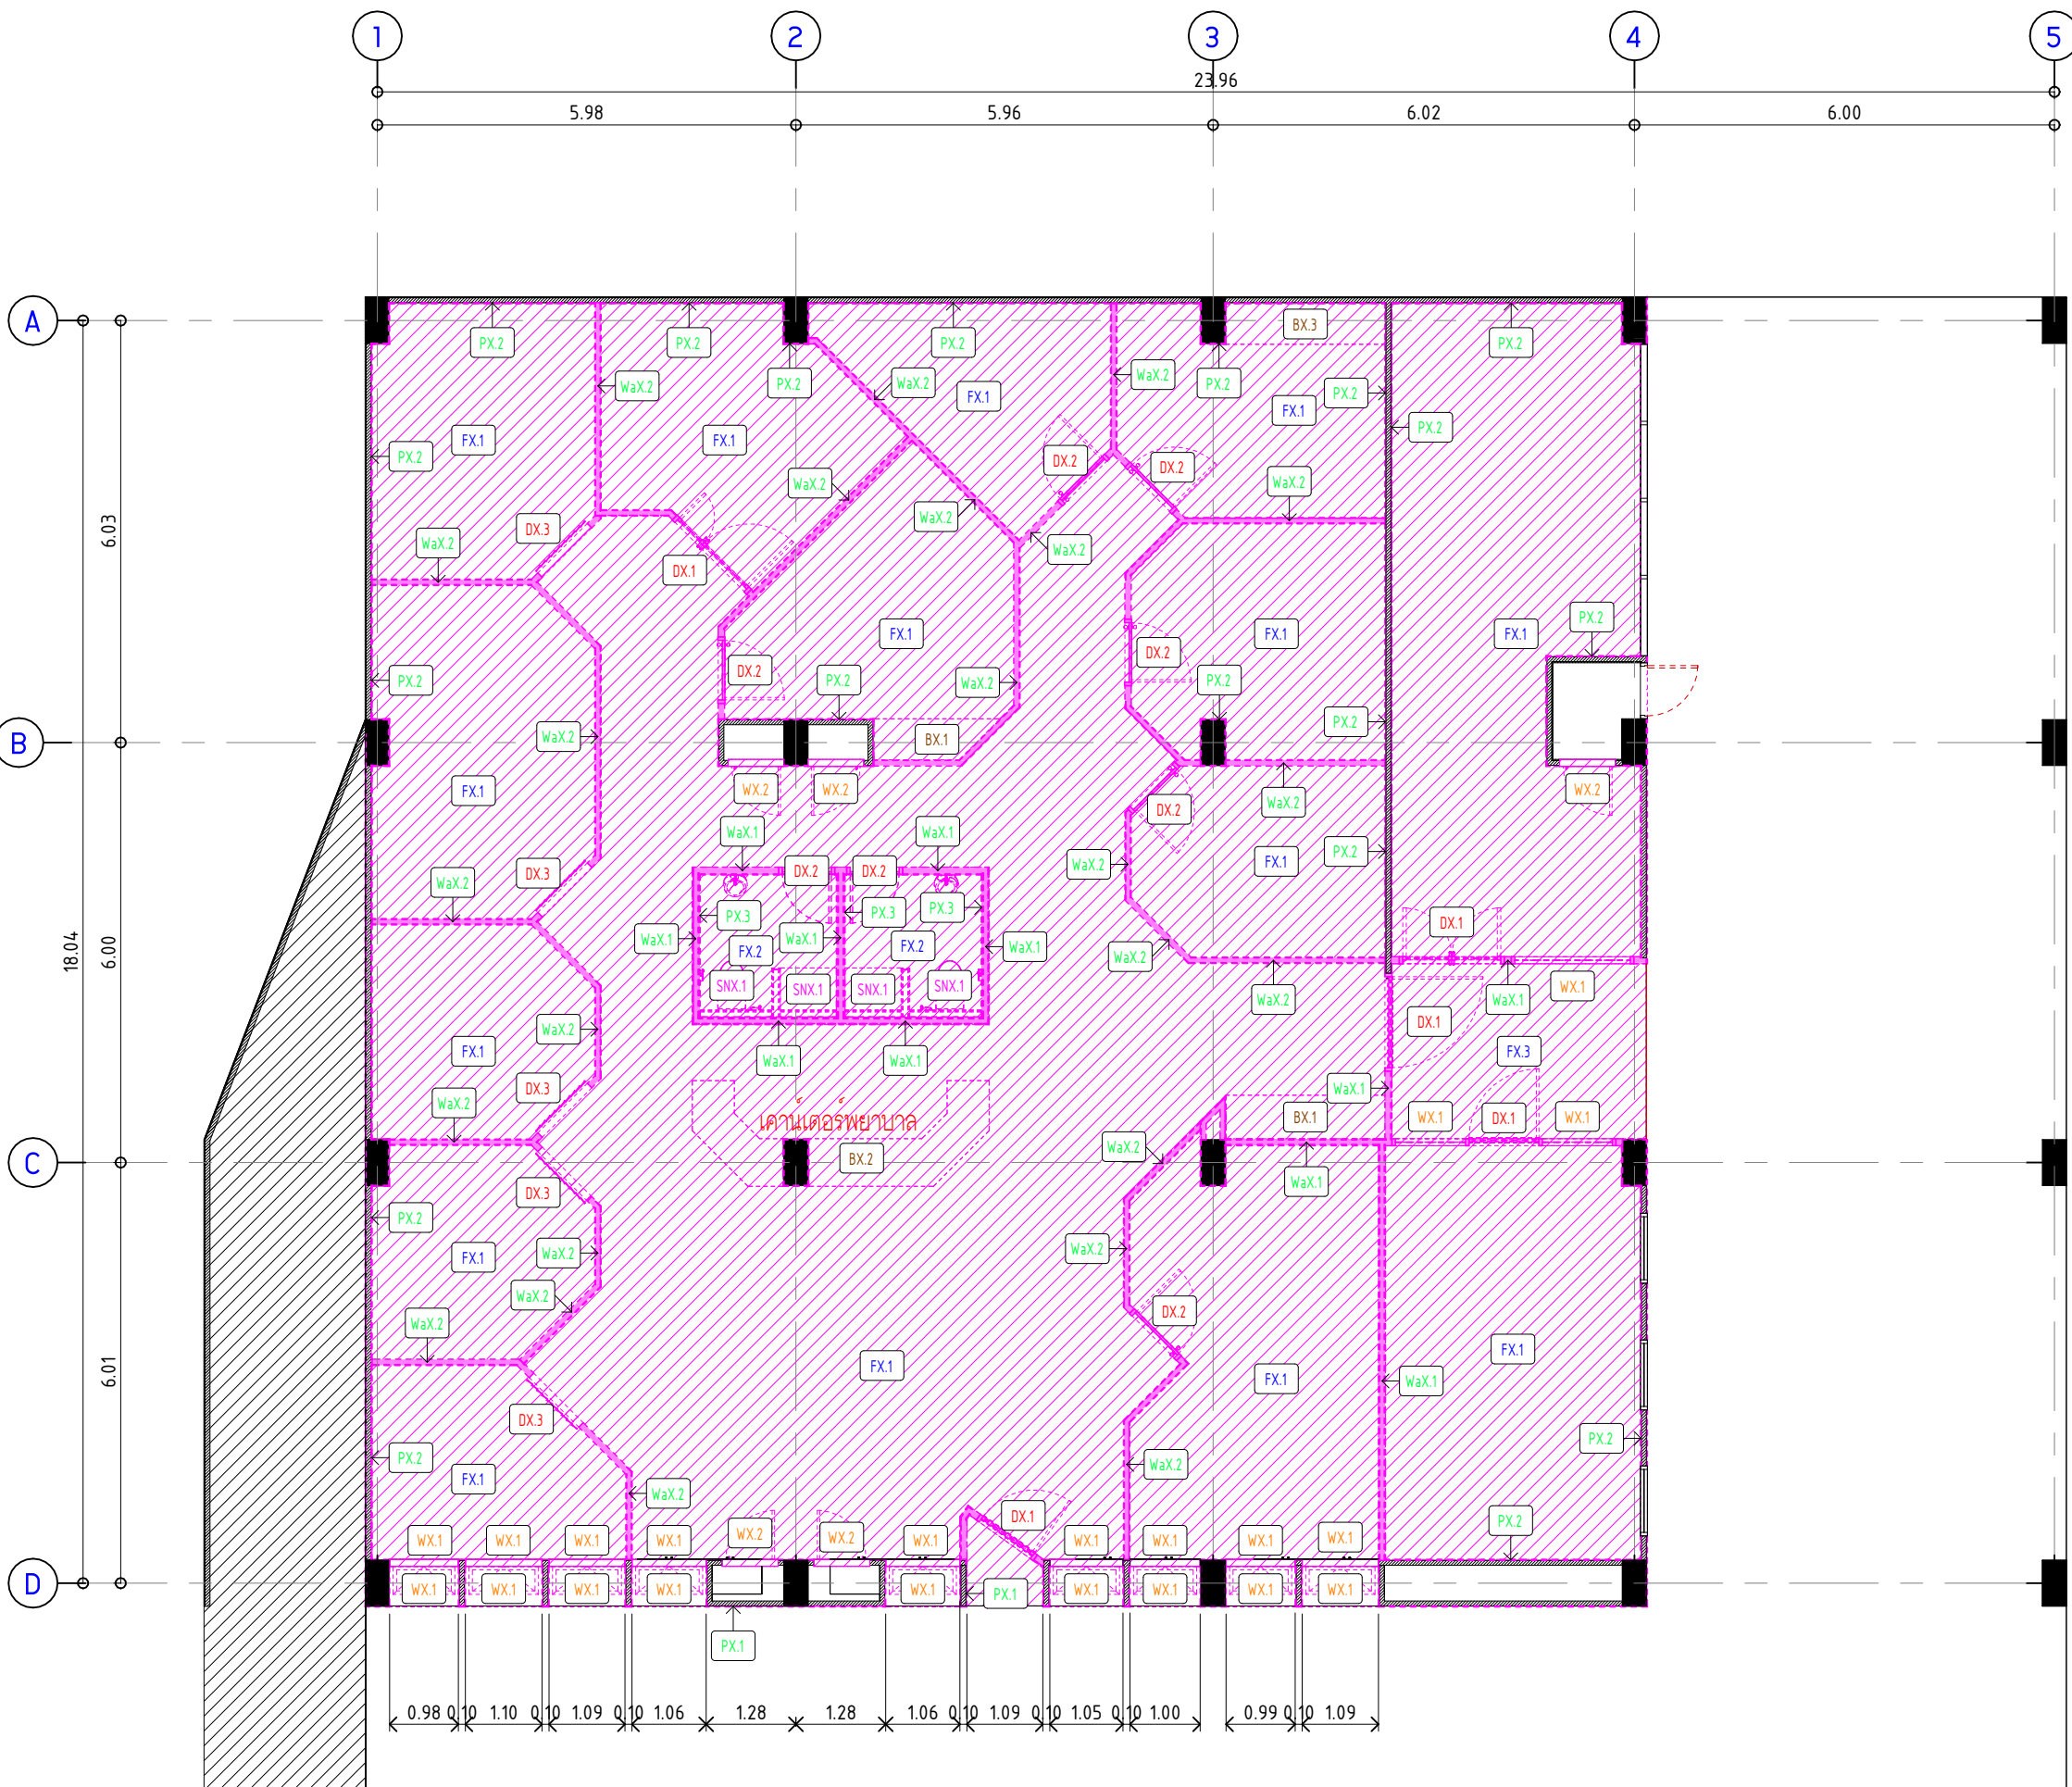 1 2 3 4 5
23.96
5.98 5.96 6.02 6.00
A
BX.3
PX.2 PX.2 PX.2 PX.2
WaX.2 PX.2 WaX.2 WaX.2 PX.2
PX.2
FX.1 FX.1
PX.2
FX.1 FX.1
PX.2 DX.2 DX.2
WaX.2 WaX.2
WaX.2
DX.3
6.03
WaX.2 WaX.2
DX.1
PX.2
FX.1 FX.1 FX.1
DX.2 DX.2
PX.2 PX.2 WaX.2 PX.2
PX.2
B WaX.2 BX.1
FX.1 WX.2 WX.2 WX.2
WaX.2
DX.2
WaX.1 WaX.1
PX.2
FX.1
WaX.2
DX.3 DX.2 DX.2
WaX.2
PX.3 PX.3 PX.3
DX.1
WaX.1 FX.2 WaX.1 FX.2 WaX.1
18.04
6.00
WaX.2
SNX.1 SNX.1 SNX.1 SNX.1
WX.1
WaX.2 WaX.1
DX.1
WaX.2
FX.1 FX.3
WaX.1 WaX.1
DX.3 WaX.1
WaX.2
เคาน์เตอร์พยาบาล
BX.1 WX.1 DX.1 WX.1
WaX.2
C BX.2
DX.3 WaX.1
PX.2
FX.1 WaX.2 WaX.2
WaX.2
DX.2
WaX.2
FX.1
6.01
FX.1 FX.1
WaX.1
DX.3
PX.2
PX.2 WaX.2
FX.1
WaX.2
DX.1 PX.2
WX.1 WX.1 WX.1 WX.1 WX.2 WX.2 WX.1 WX.1 WX.1 WX.1 WX.1
D
WX.1 WX.1 WX.1 WX.1 WX.1 PX.1 WX.1 WX.1 WX.1 WX.1
PX.1
0.98 0.10 1.10 0.10 1.09 0.10 1.06 1.28 1.28 1.06 0.10 1.09 0.10 1.05 0.10 1.00 0.99 0.10 1.09